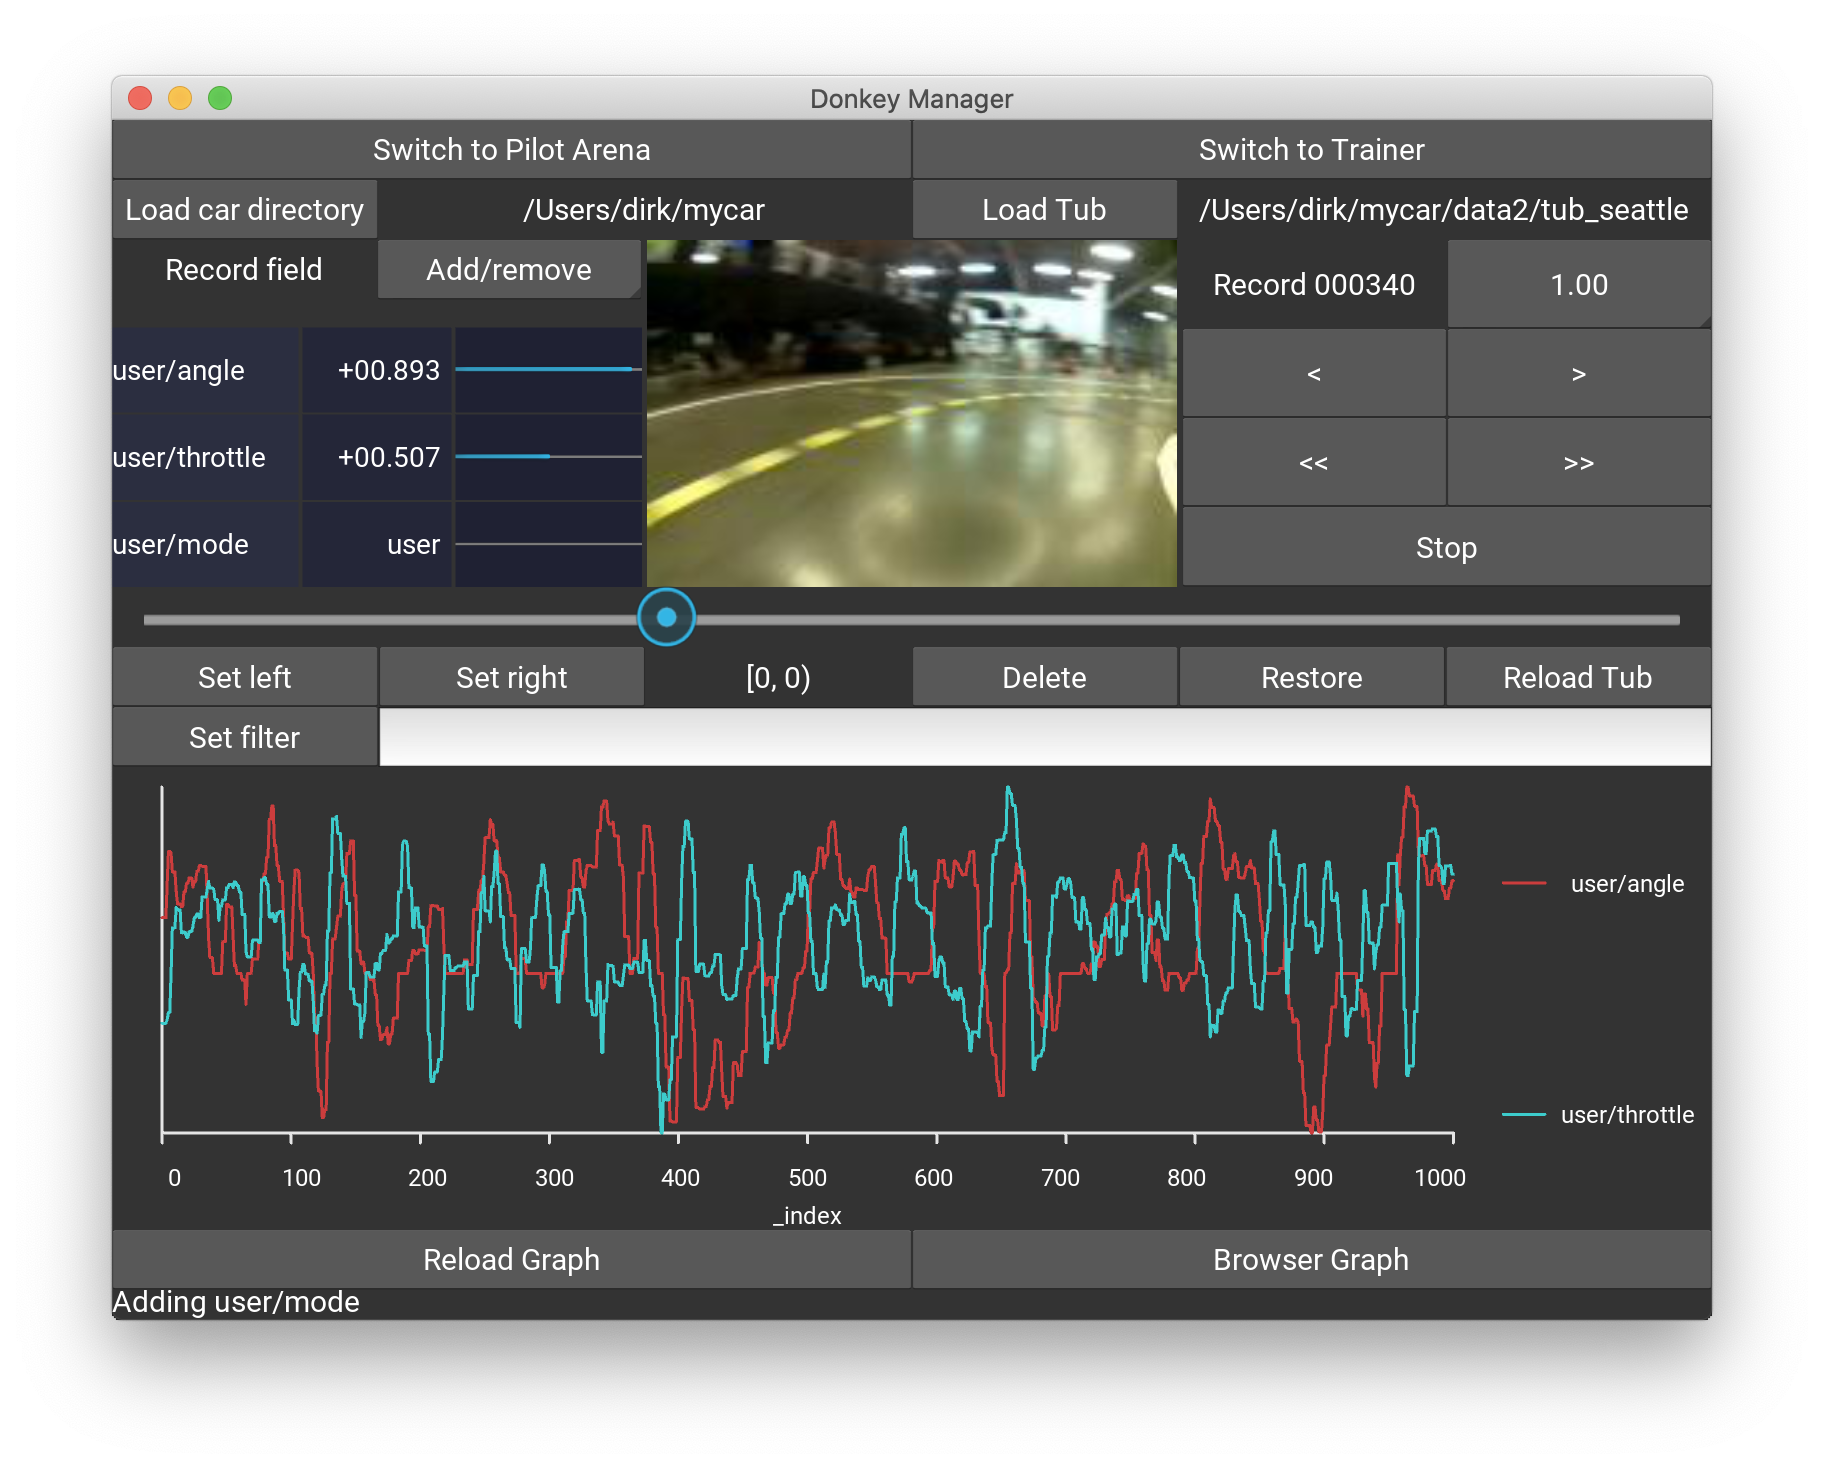 Donkey Manager
Switch to Pilot Arena Switch to Trainer
Load car directory /Users/dirk/mycar Load Tub /Users/dirk/mycar/data2/tub_seattle
Record field Add/remove Record 000340 1.00
user/angle +00.893 < >
user/throttle +00.507 << >>
user/mode user Stop
Set left Set right [0, 0) Delete Restore Reload Tub
Set filter
user/angle
user/throttle
0 100 200 300 400 500 600 700 800 900 1000
_index
Reload Graph Browser Graph
Adding user/mode